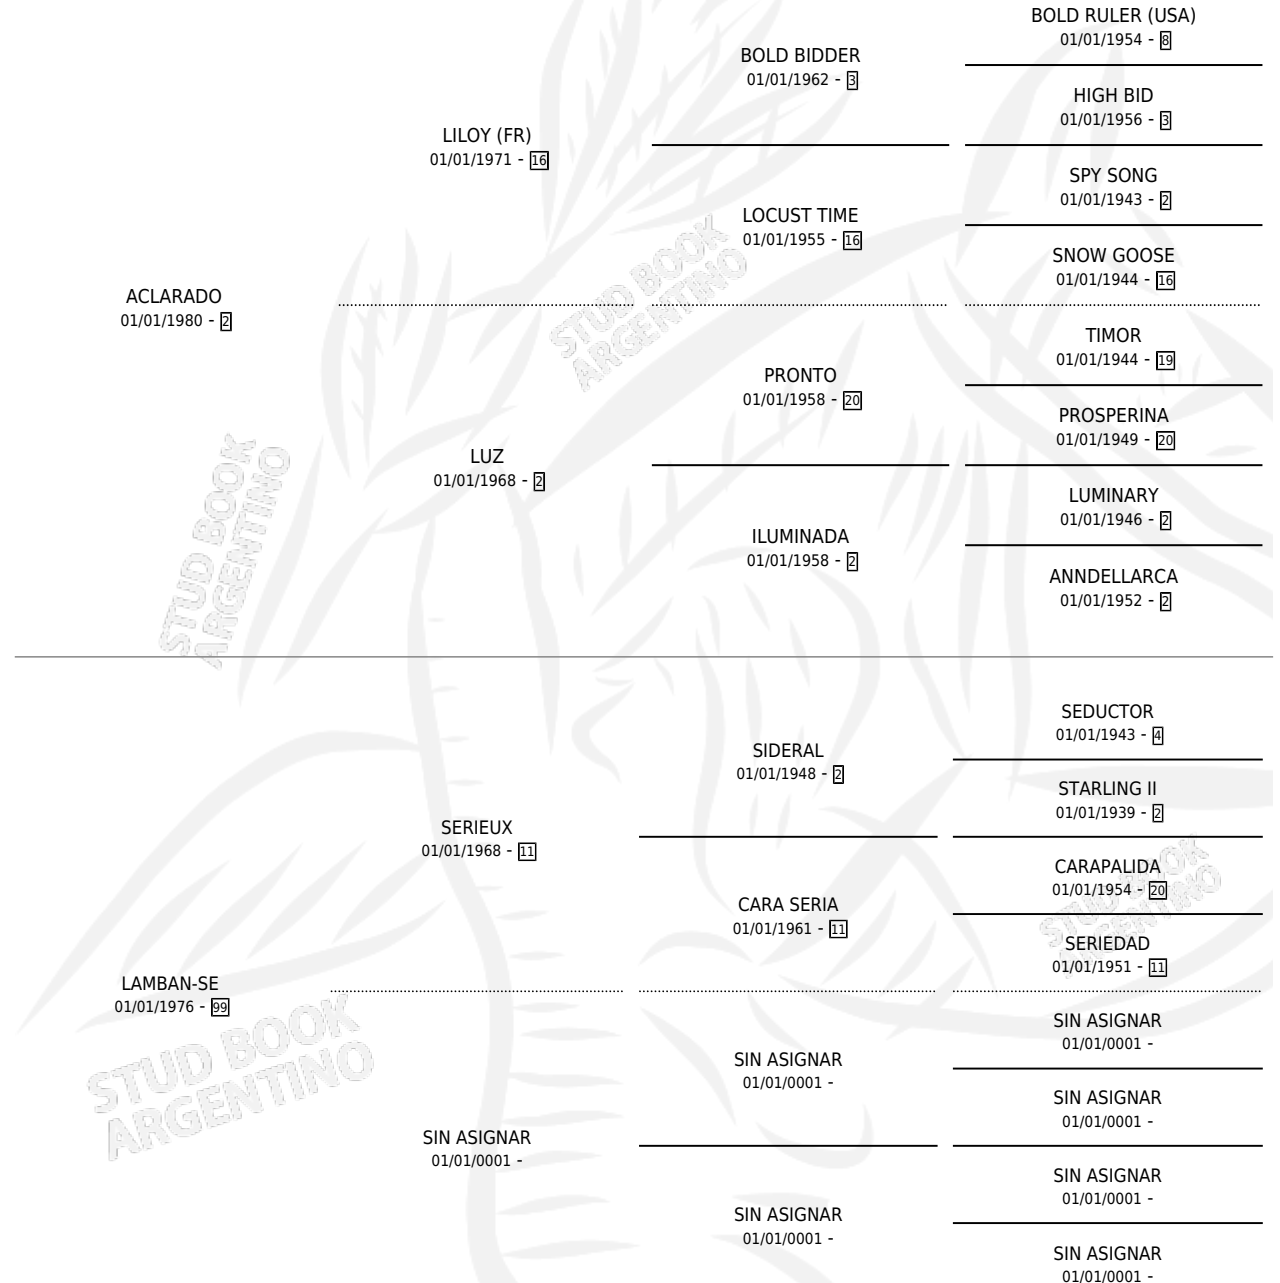 BOLD RULER (USA)
01/01/1954 - 8
BOLD BIDDER
01/01/1962 - 3
HIGH BID
01/01/1956 - 3
LILOY (FR)
01/01/1971 - 16
SPY SONG
01/01/1943 - 2
LOCUST TIME
01/01/1955 - 16
SNOW GOOSE
01/01/1944 - 16
STUD BOOK
ARGENTINO
ACLARADO
01/01/1980 - 2
TIMOR
01/01/1944 - 19
PRONTO
01/01/1958 - 20
PROSPERINA
01/01/1949 - 20
LUZ
01/01/1968 - 2
LUMINARY
01/01/1946 - 2
ILUMINADA
01/01/1958 - 2
ANNDELLARCA
01/01/1952 - 2
STUD BOOK
ARGENTINO
SEDUCTOR
01/01/1943 - 4
SIDERAL
01/01/1948 - 2
STARLING II
01/01/1939 - 2
SERIEUX
01/01/1968 - 11
CARAPALIDA
01/01/1954 - 20
CARA SERIA
01/01/1961 - 11
SERIEDAD
01/01/1951 - 11
STUD BOOK
ARGENTINO
LAMBAN-SE
01/01/1976 - 99
SIN ASIGNAR
01/01/0001 -
SIN ASIGNAR
01/01/0001 -
SIN ASIGNAR
01/01/0001 -
STUD BOOK
ARGENTINO
SIN ASIGNAR
01/01/0001 -
SIN ASIGNAR
01/01/0001 -
SIN ASIGNAR
01/01/0001 -
SIN ASIGNAR
01/01/0001 -